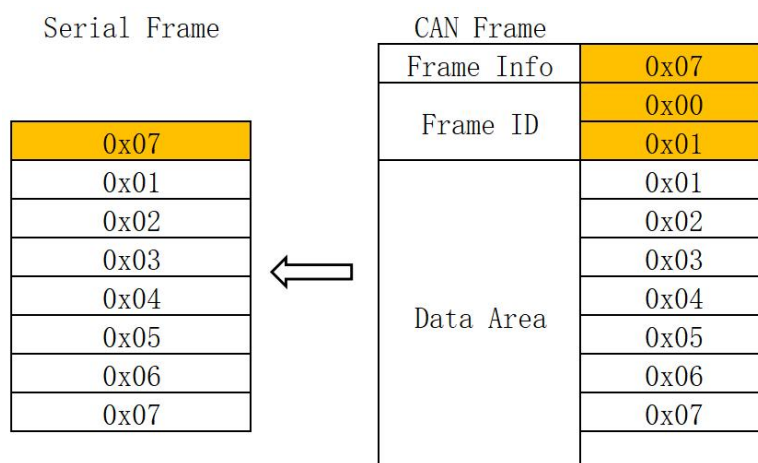 Serial Frame
0x07
0x01
0x02
0x03
0x04
0x05
0x06
0x07
CAN Frame
Frame Info 0x07
Frame ID 0x00
0x01
Data Area 0x01
0x02
0x03
0x04
0x05
0x06
0x07